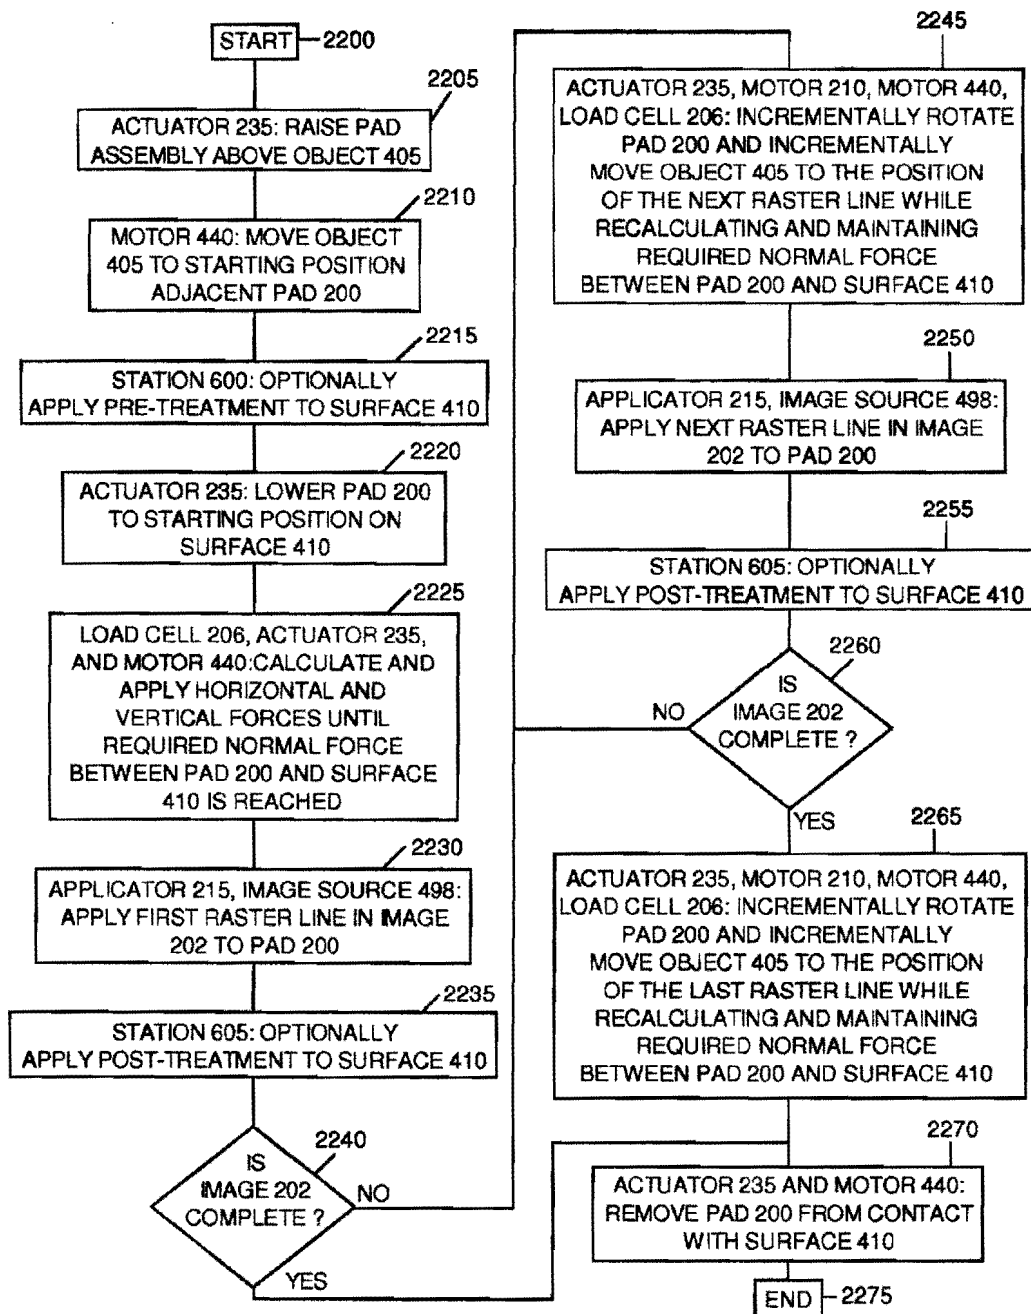 START
2200
2205
ACTUATOR 235: RAISE PAD
ASSEMBLY ABOVE OBJECT 405
2210
MOTOR 440: MOVE OBJECT
405 TO STARTING POSITION
ADJACENT PAD 200
2215
STATION 600: OPTIONALLY
APPLY PRE-TREATMENT TO SURFACE 410
2220
ACTUATOR 235: LOWER PAD 200
TO STARTING POSITION ON
SURFACE 410
2225
LOAD CELL 206, ACTUATOR 235,
AND MOTOR 440:CALCULATE AND
APPLY HORIZONTAL AND
VERTICAL FORCES UNTIL
REQUIRED NORMAL FORCE
BETWEEN PAD 200 AND SURFACE
410 IS REACHED
2230
APPLICATOR 215, IMAGE SOURCE 498:
APPLY FIRST RASTER LINE IN IMAGE
202 TO PAD 200
2235
STATION 605: OPTIONALLY
APPLY POST-TREATMENT TO SURFACE 410
2240
IS
IMAGE 202
COMPLETE ?
NO
YES
2245
ACTUATOR 235, MOTOR 210, MOTOR 440,
LOAD CELL 206: INCREMENTALLY ROTATE
PAD 200 AND INCREMENTALLY
MOVE OBJECT 405 TO THE POSITION
OF THE NEXT RASTER LINE WHILE
RECALCULATING AND MAINTAINING
REQUIRED NORMAL FORCE
BETWEEN PAD 200 AND SURFACE 410
2250
APPLICATOR 215, IMAGE SOURCE 498:
APPLY NEXT RASTER LINE IN IMAGE
202 TO PAD 200
2255
STATION 605: OPTIONALLY
APPLY POST-TREATMENT TO SURFACE 410
2260
IS
IMAGE 202
COMPLETE ?
NO
YES
2265
ACTUATOR 235, MOTOR 210, MOTOR 440,
LOAD CELL 206: INCREMENTALLY ROTATE
PAD 200 AND INCREMENTALLY
MOVE OBJECT 405 TO THE POSITION
OF THE LAST RASTER LINE WHILE
RECALCULATING AND MAINTAINING
REQUIRED NORMAL FORCE
BETWEEN PAD 200 AND SURFACE 410
2270
ACTUATOR 235 AND MOTOR 440:
REMOVE PAD 200 FROM CONTACT
WITH SURFACE 410
END
2275